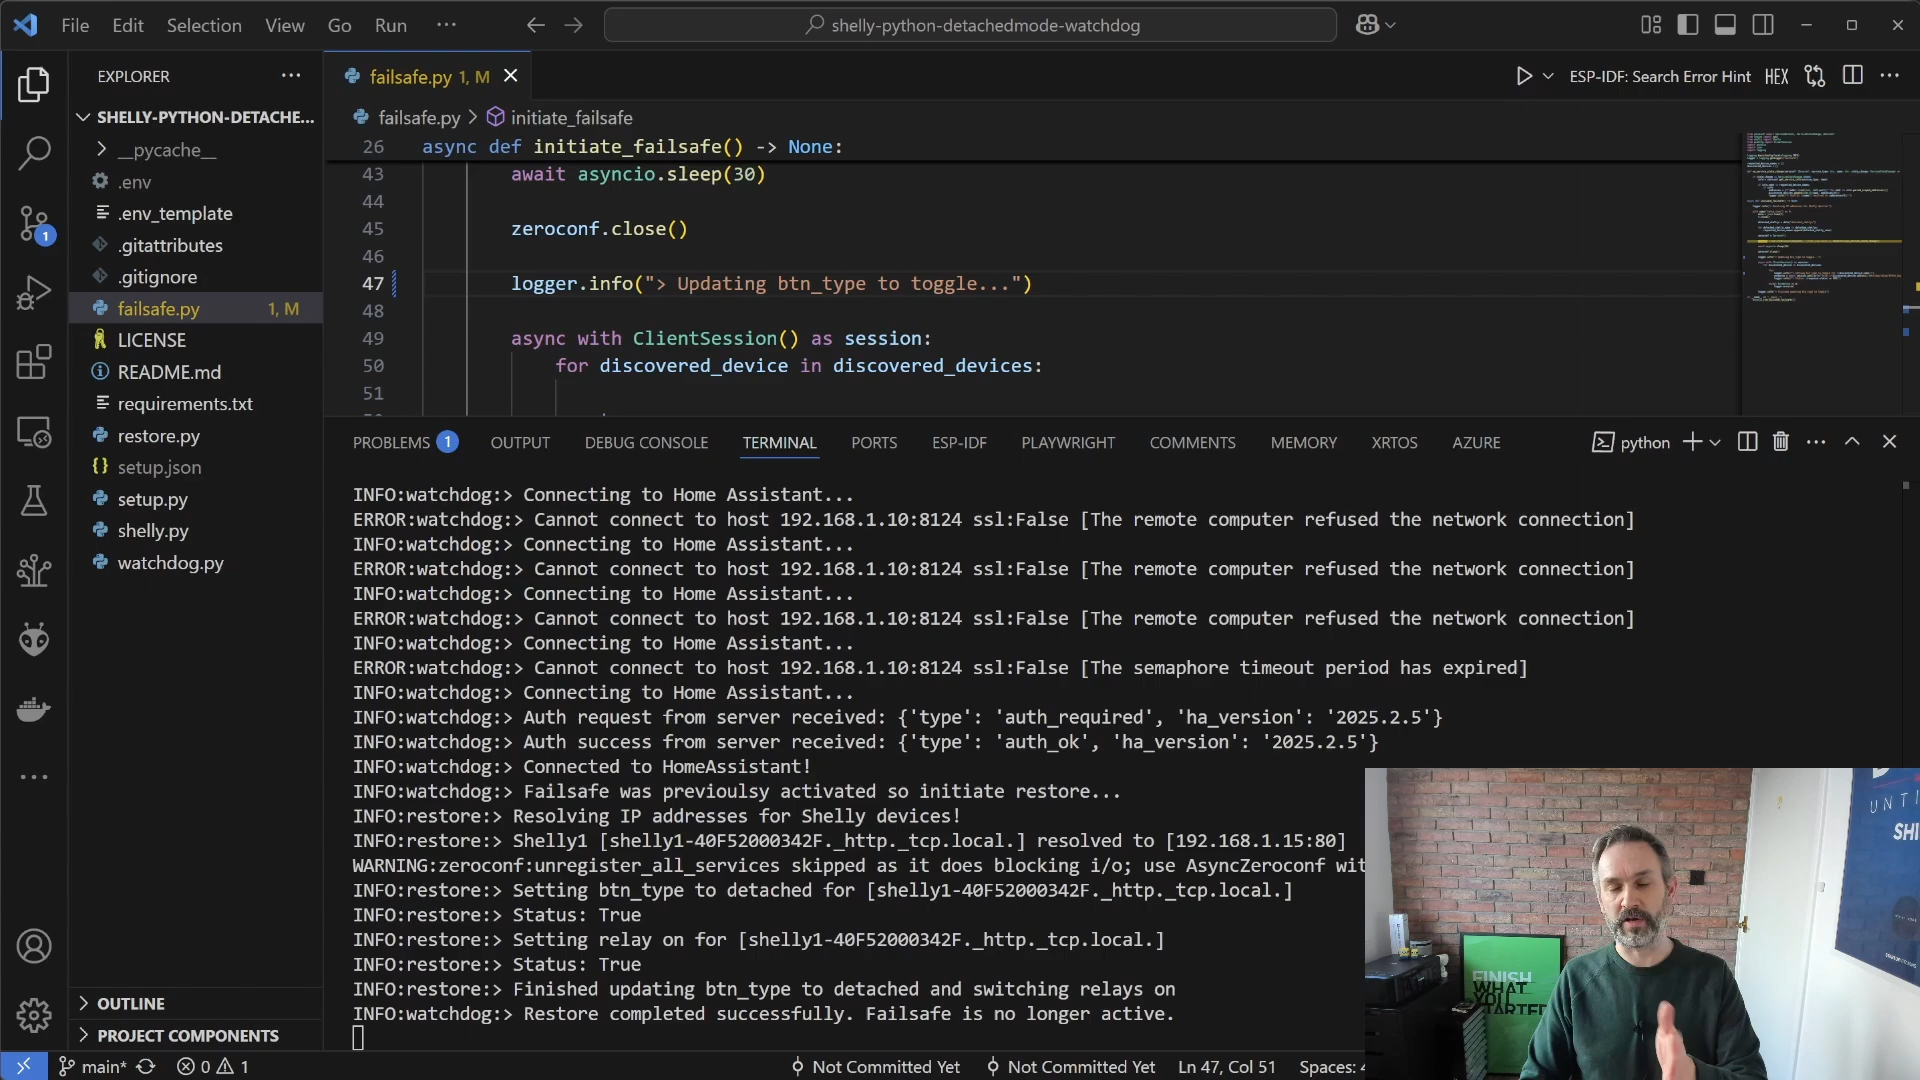 File Edit Selection View Go Run ···
shelly-python-detachedmode-watchdog
EXPLORER
failsafe.py 1, M
ESP-IDF: Search Error Hint HEX
SHELLY-PYTHON-DETACHE...
failsafe.py > initiate_failsafe
__pycache__
.env
.env_template
.gitattributes
.gitignore
failsafe.py 1, M
LICENSE
README.md
requirements.txt
restore.py
setup.json
setup.py
shelly.py
watchdog.py
OUTLINE
PROJECT COMPONENTS
1
26 async def initiate_failsafe() -> None:
43 await asyncio.sleep(30)
44
45 zeroconf.close()
46
47 logger.info("> Updating btn_type to toggle...")
48
49 async with ClientSession() as session:
50 for discovered_device in discovered_devices:
51
PROBLEMS 1 OUTPUT DEBUG CONSOLE TERMINAL PORTS ESP-IDF PLAYWRIGHT COMMENTS MEMORY XRTOS AZURE python
INFO:watchdog:> Connecting to Home Assistant...
ERROR:watchdog:> Cannot connect to host 192.168.1.10:8124 ssl:False [The remote computer refused the network connection]
INFO:watchdog:> Connecting to Home Assistant...
ERROR:watchdog:> Cannot connect to host 192.168.1.10:8124 ssl:False [The remote computer refused the network connection]
INFO:watchdog:> Connecting to Home Assistant...
ERROR:watchdog:> Cannot connect to host 192.168.1.10:8124 ssl:False [The remote computer refused the network connection]
INFO:watchdog:> Connecting to Home Assistant...
ERROR:watchdog:> Cannot connect to host 192.168.1.10:8124 ssl:False [The semaphore timeout period has expired]
INFO:watchdog:> Connecting to Home Assistant...
INFO:watchdog:> Auth request from server received: {'type': 'auth_required', 'ha_version': '2025.2.5'}
INFO:watchdog:> Auth success from server received: {'type': 'auth_ok', 'ha_version': '2025.2.5'}
INFO:watchdog:> Connected to HomeAssistant!
INFO:watchdog:> Failsafe was previoulsy activated so initiate restore...
INFO:restore:> Resolving IP addresses for Shelly devices!
INFO:restore:> Shelly1 [shelly1-40F52000342F._http._tcp.local.] resolved to [192.168.1.15:80]
WARNING:zeroconf:unregister_all_services skipped as it does blocking i/o; use AsyncZeroconf wit
INFO:restore:> Setting btn_type to detached for [shelly1-40F52000342F._http._tcp.local.]
INFO:restore:> Status: True
INFO:restore:> Setting relay on for [shelly1-40F52000342F._http._tcp.local.]
INFO:restore:> Status: True
INFO:restore:> Finished updating btn_type to detached and switching relays on
INFO:watchdog:> Restore completed successfully. Failsafe is no longer active.
UNTI
SHI
FINISH
WHAT
YOU
STARTED
main* 0 1 Not Committed Yet Not Committed Yet Ln 47, Col 51 Spaces: 4